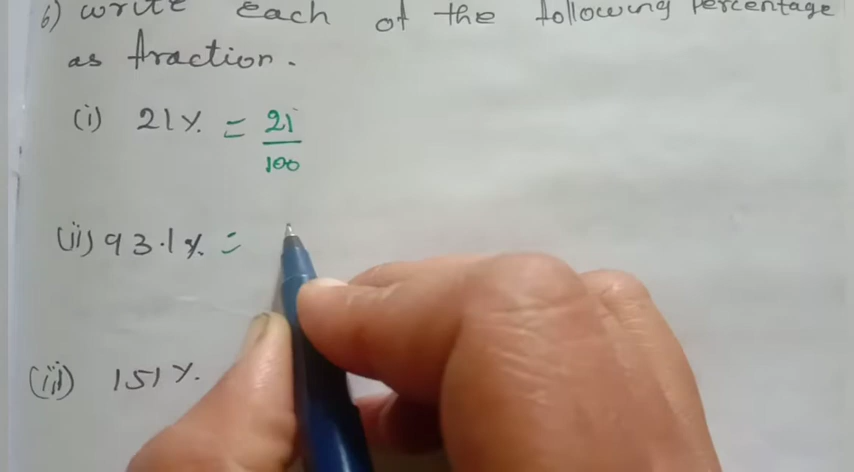 6) write each of the following percentage
as fraction.
(i) 21% = 21/100
(ii) 93.1% =
(iii) 151%.